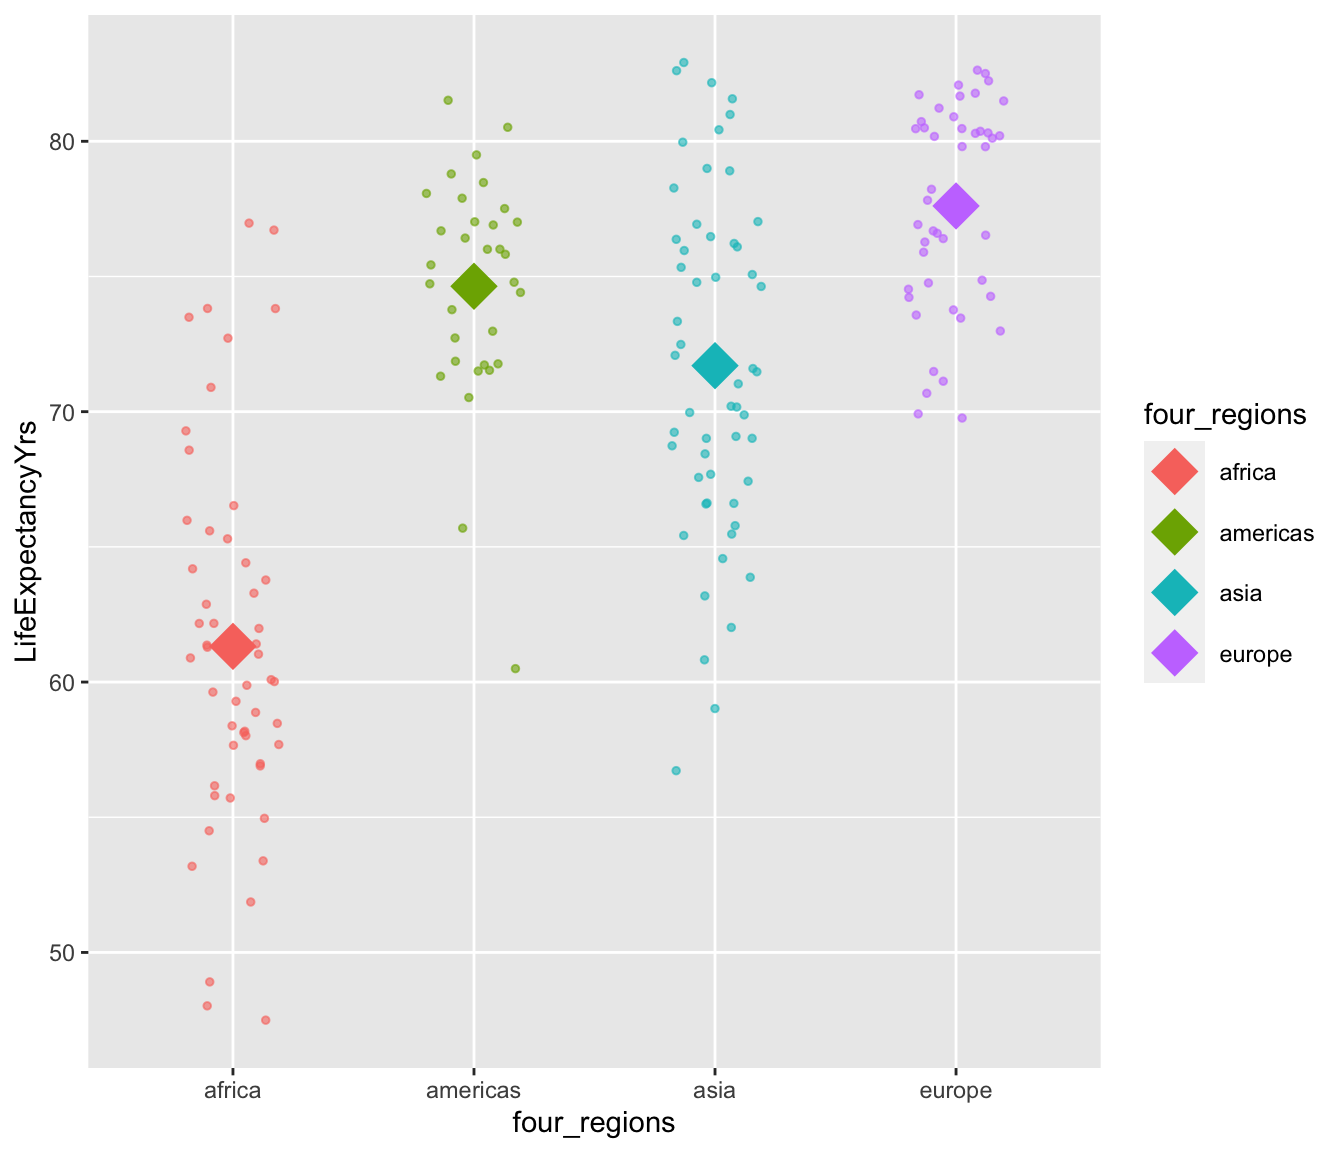 LifeExpectancyYrs
80
70
60
50
africa
americas
asia
europe
four_regions
four_regions
africa
americas
asia
europe